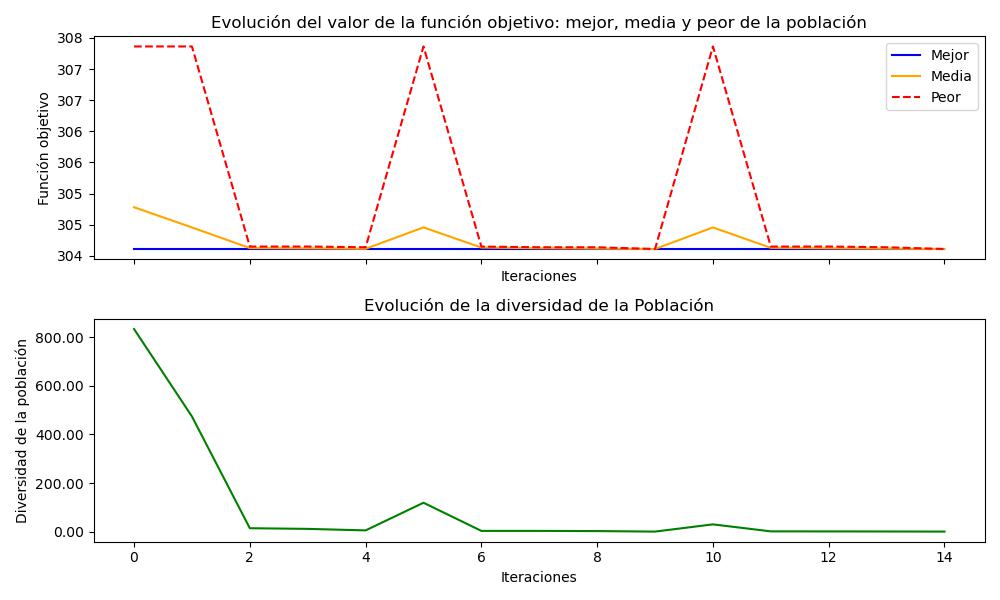 Evolución del valor de la función objetivo: mejor, media y peor de la población
308
307
307
306
306
305
305
304
Función objetivo
Mejor
Media
Peor
Iteraciones
Evolución de la diversidad de la Población
800.00
600.00
400.00
200.00
0.00
Diversidad de la población
0 2 4 6 8 10 12 14
Iteraciones